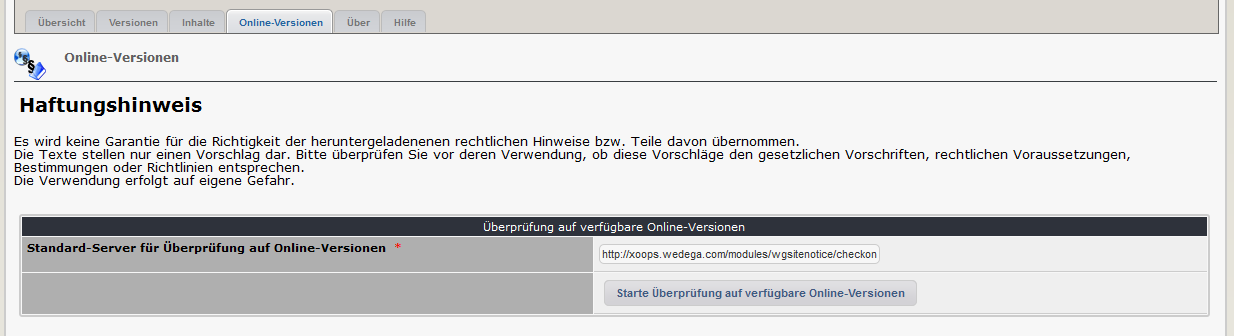 Übersicht Versionen Inhalte Online-Versionen Über Hilfe
Online-Versionen
Haftungshinweis
Es wird keine Garantie für die Richtigkeit der heruntergeladenenen rechtlichen Hinweise bzw. Teile davon übernommen.
Die Texte stellen nur einen Vorschlag dar. Bitte überprüfen Sie vor deren Verwendung, ob diese Vorschläge den gesetzlichen Vorschriften, rechtlichen Voraussetzungen,
Bestimmungen oder Richtlinien entsprechen.
Die Verwendung erfolgt auf eigene Gefahr.
Überprüfung auf verfügbare Online-Versionen
Standard-Server für Überprüfung auf Online-Versionen *
http://xoops.wedega.com/modules/wgsitenotice/checkon
Starte Überprüfung auf verfügbare Online-Versionen